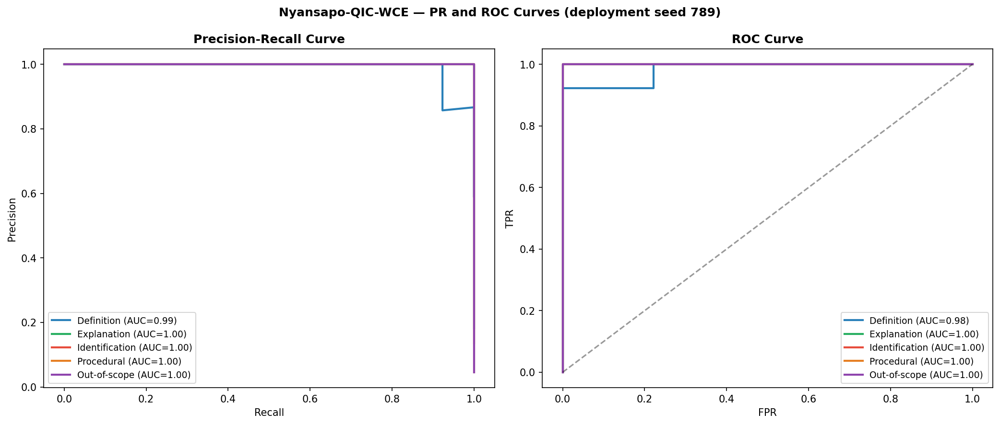 Nyansapo-QIC-WCE — PR and ROC Curves (deployment seed 789)
Precision-Recall Curve
1.0
0.8
0.6
0.4
0.2
0.0
Precision
Definition (AUC=0.99)
Explanation (AUC=1.00)
Identification (AUC=1.00)
Procedural (AUC=1.00)
Out-of-scope (AUC=1.00)
0.0 0.2 0.4 0.6 0.8 1.0
Recall
ROC Curve
1.0
0.8
0.6
0.4
0.2
0.0
TPR
Definition (AUC=0.98)
Explanation (AUC=1.00)
Identification (AUC=1.00)
Procedural (AUC=1.00)
Out-of-scope (AUC=1.00)
0.0 0.2 0.4 0.6 0.8 1.0
FPR